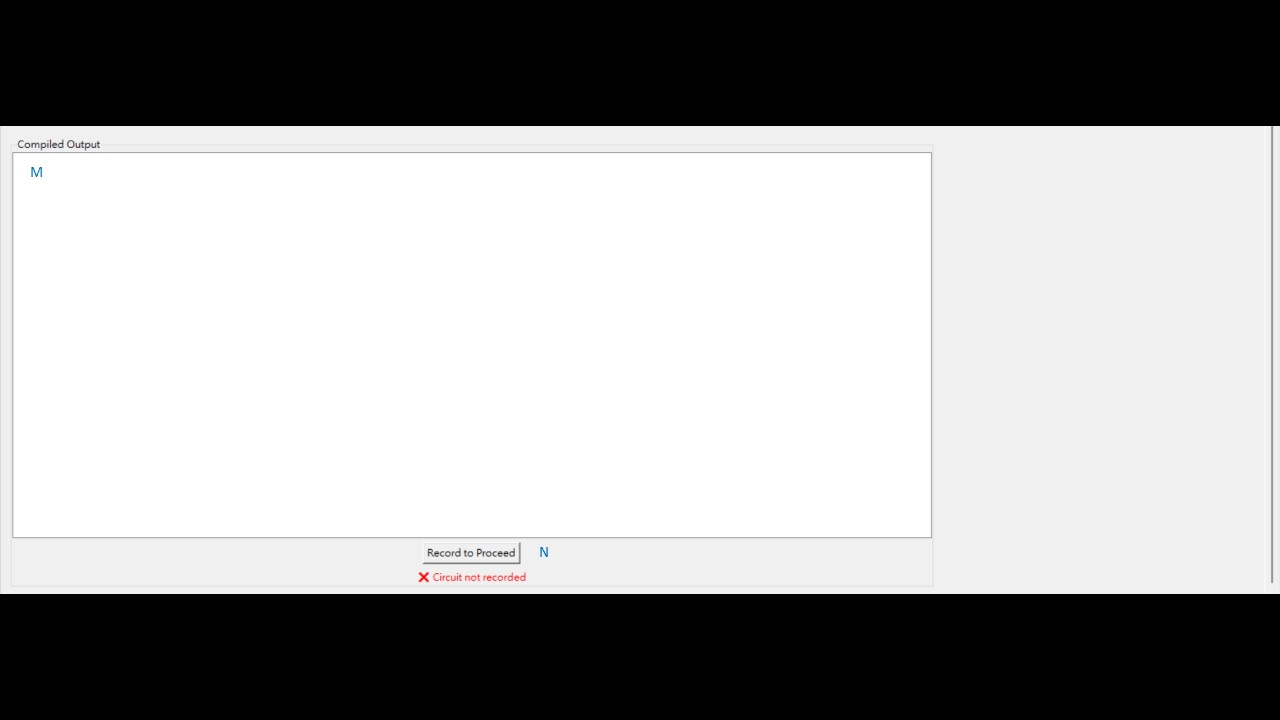 Compiled Output
M
Record to Proceed N
❌ Circuit not recorded